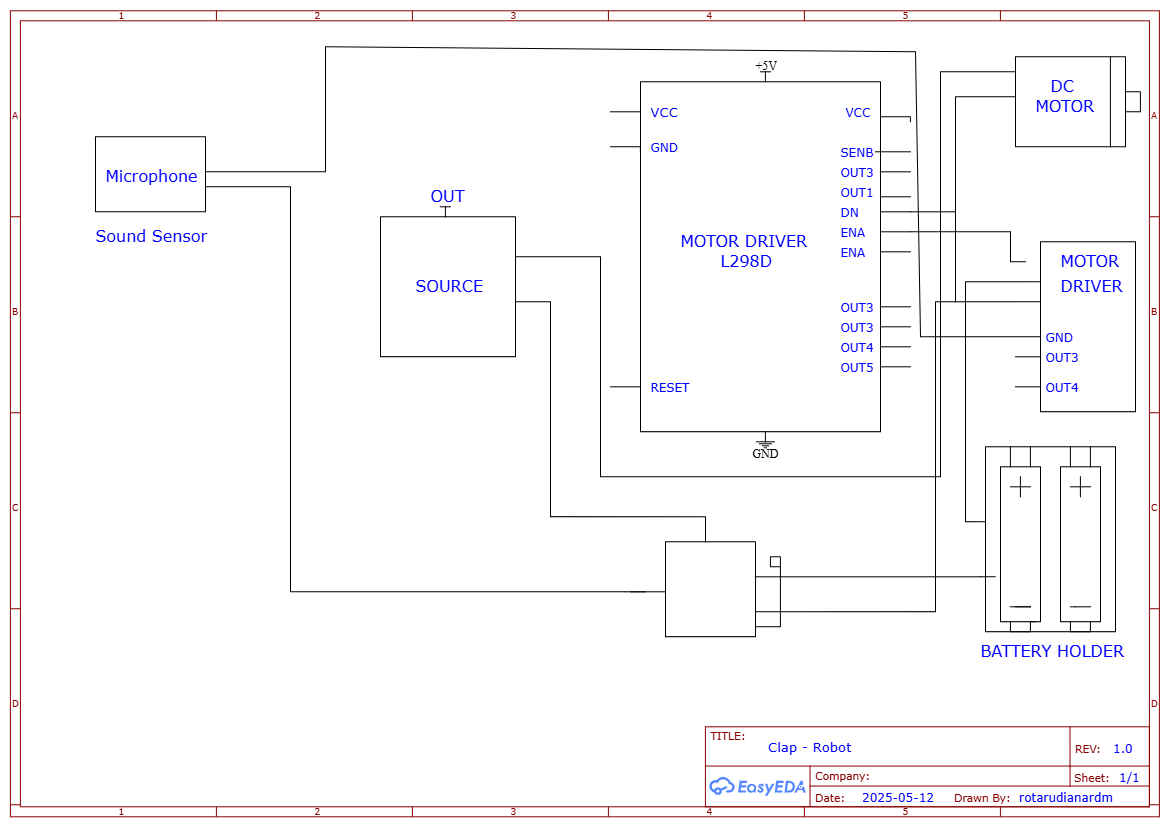 1 2 3 4 5
A A
B B
C C
D D
+5V
DC
MOTOR
VCC VCC
GND
SENB
OUT3
OUT1
DN
ENA
ENA
Microphone
Sound Sensor
OUT
SOURCE
MOTOR DRIVER
L298D
MOTOR
DRIVER
OUT3
OUT3
OUT4
OUT5
GND
OUT3
OUT4
RESET
GND
BATTERY HOLDER
TITLE:
Clap - Robot
REV: 1.0
EasyEDA
Company:
Sheet: 1/1
Date: 2025-05-12 Drawn By: rotarudianardm
1 2 3 4 5